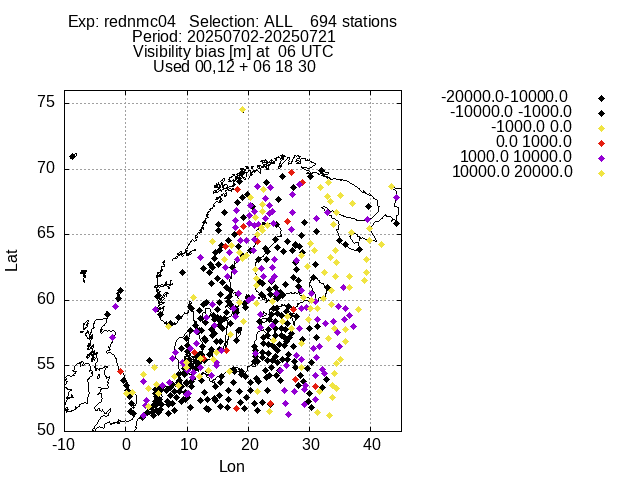 Exp: rednmc04   Selection: ALL    694 stations
Period: 20250702-20250721
Visibility bias [m] at  06 UTC
Used 00,12 + 06 18 30
-20000.0-10000.0
-10000.0 -1000.0
-1000.0 0.0
0.0 1000.0
1000.0 10000.0
10000.0 20000.0
75
70
65
60
55
50
Lat
-10 0 10 20 30 40
Lon